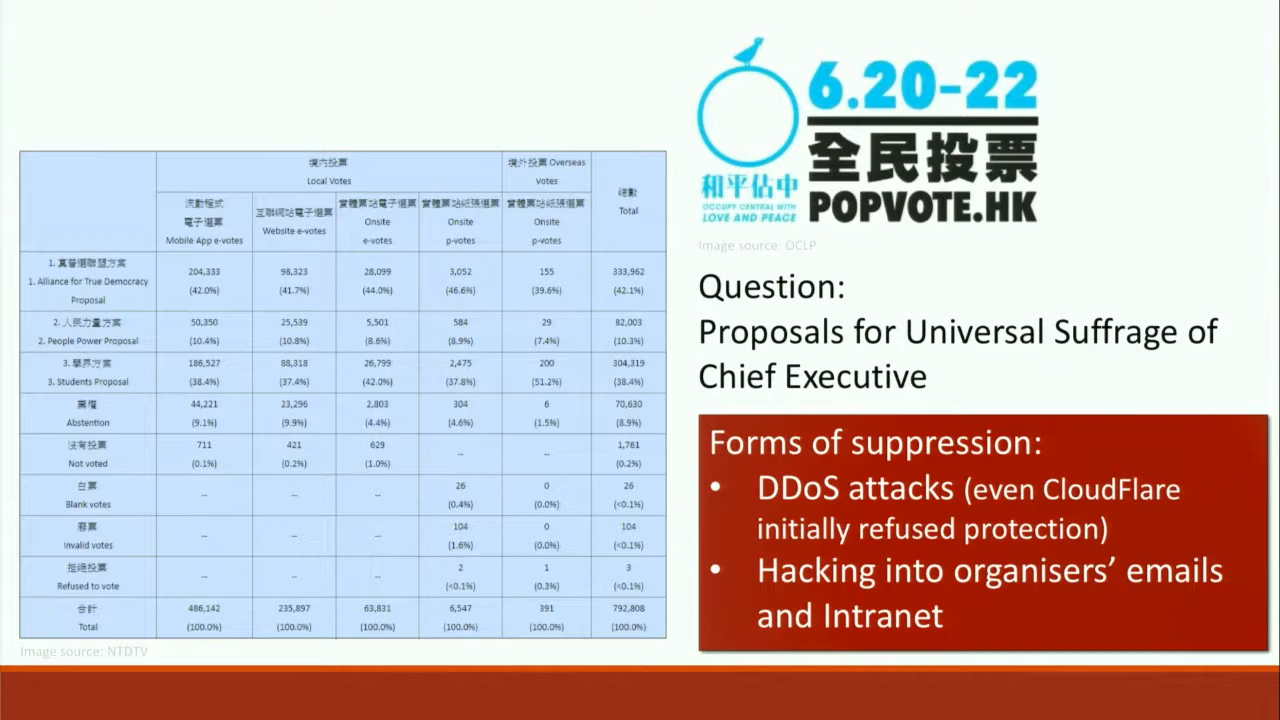 境內投票
Local Votes
境外投票 Overseas
Votes
總數
Total
流動程式
電子選票
Mobile App e-votes
互聯網站電子選票
Website e-votes
實體票站電子選票
Onsite
e-votes
實體票站紙張選票
Onsite
p-votes
實體票站紙張選票
Onsite
p-votes
1. 真普選聯盟方案
1. Alliance for True Democracy
Proposal
204,333
(42.0%)
98,323
(41.7%)
28,099
(44.0%)
3,052
(46.6%)
155
(39.6%)
333,962
(42.1%)
2. 人民力量方案
2. People Power Proposal
50,350
(10.4%)
25,539
(10.8%)
5,501
(8.6%)
584
(8.9%)
29
(7.4%)
82,003
(10.3%)
3. 學界方案
3. Students Proposal
186,527
(38.4%)
88,318
(37.4%)
26,799
(42.0%)
2,475
(37.8%)
200
(51.2%)
304,319
(38.4%)
棄權
Abstention
44,221
(9.1%)
23,296
(9.9%)
2,803
(4.4%)
304
(4.6%)
6
(1.5%)
70,630
(8.9%)
沒有投票
Not voted
711
(0.1%)
421
(0.2%)
629
(1.0%)
--
--
1,761
(0.2%)
白票
Blank votes
--
--
--
26
(0.4%)
0
(0.0%)
26
(<0.1%)
廢票
Invalid votes
--
--
--
104
(1.6%)
0
(0.0%)
104
(<0.1%)
拒絕投票
Refused to vote
--
--
--
2
(<0.1%)
1
(0.3%)
3
(<0.1%)
合計
Total
486,142
(100.0%)
235,897
(100.0%)
63,831
(100.0%)
6,547
(100.0%)
391
(100.0%)
792,808
(100.0%)
Image source: NTDTV
和平佔中
OCCUPY CENTRAL WITH
LOVE AND PEACE
6.20-22
全民投票
POPVOTE.HK
Image source: OCLP
Question:
Proposals for Universal Suffrage of
Chief Executive
Forms of suppression:
• DDoS attacks (even CloudFlare
initially refused protection)
• Hacking into organisers’ emails
and Intranet